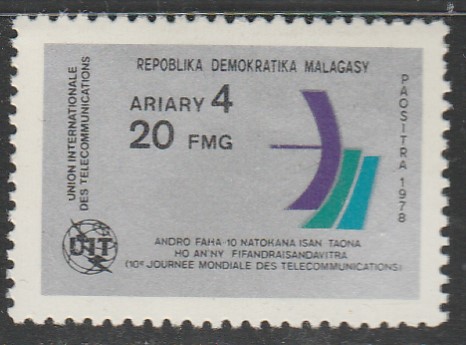 REPOBLIKA DEMOKRATIKA MALAGASY
ARIARY 4
20 FMG
UNION INTERNATIONALE
DES TELECOMMUNICATIONS
PAOSITRA 1978
UIT
ANDRO FAHA-10 NATOKANA ISAN TAONA
HO AN'NY FIFANDRAISANDAVITRA
(10e JOURNÉE MONDIALE DES TELECOMMUNICATIONS)